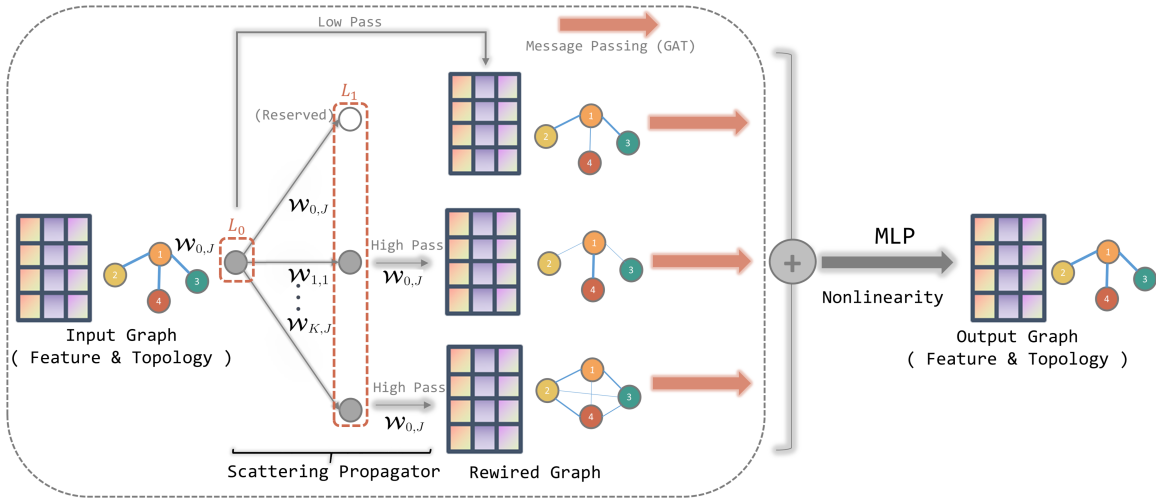 Low Pass
Message Passing (GAT)
L₁
(Reserved)
1
2
3
4
𝒲₀,J
L₀
𝒲₀,J
High Pass
𝒲₀,J
1
2
3
4
1
2
3
4
𝒲₁,₁
⋮
𝒲K,J
+
MLP
Nonlinearity
1
2
3
4
Input Graph
( Feature & Topology )
Output Graph
( Feature & Topology )
High Pass
𝒲₀,J
1
2
3
4
Scattering Propagator
Rewired Graph